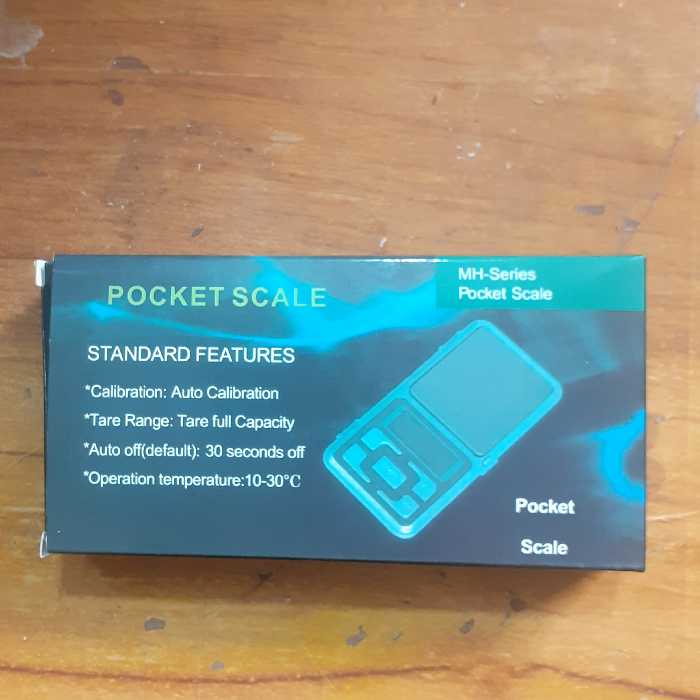 POCKET SCALE
MH-Series
Pocket Scale
STANDARD FEATURES
*Calibration: Auto Calibration
*Tare Range: Tare full Capacity
*Auto off(default): 30 seconds off
*Operation temperature:10-30℃
Pocket
Scale